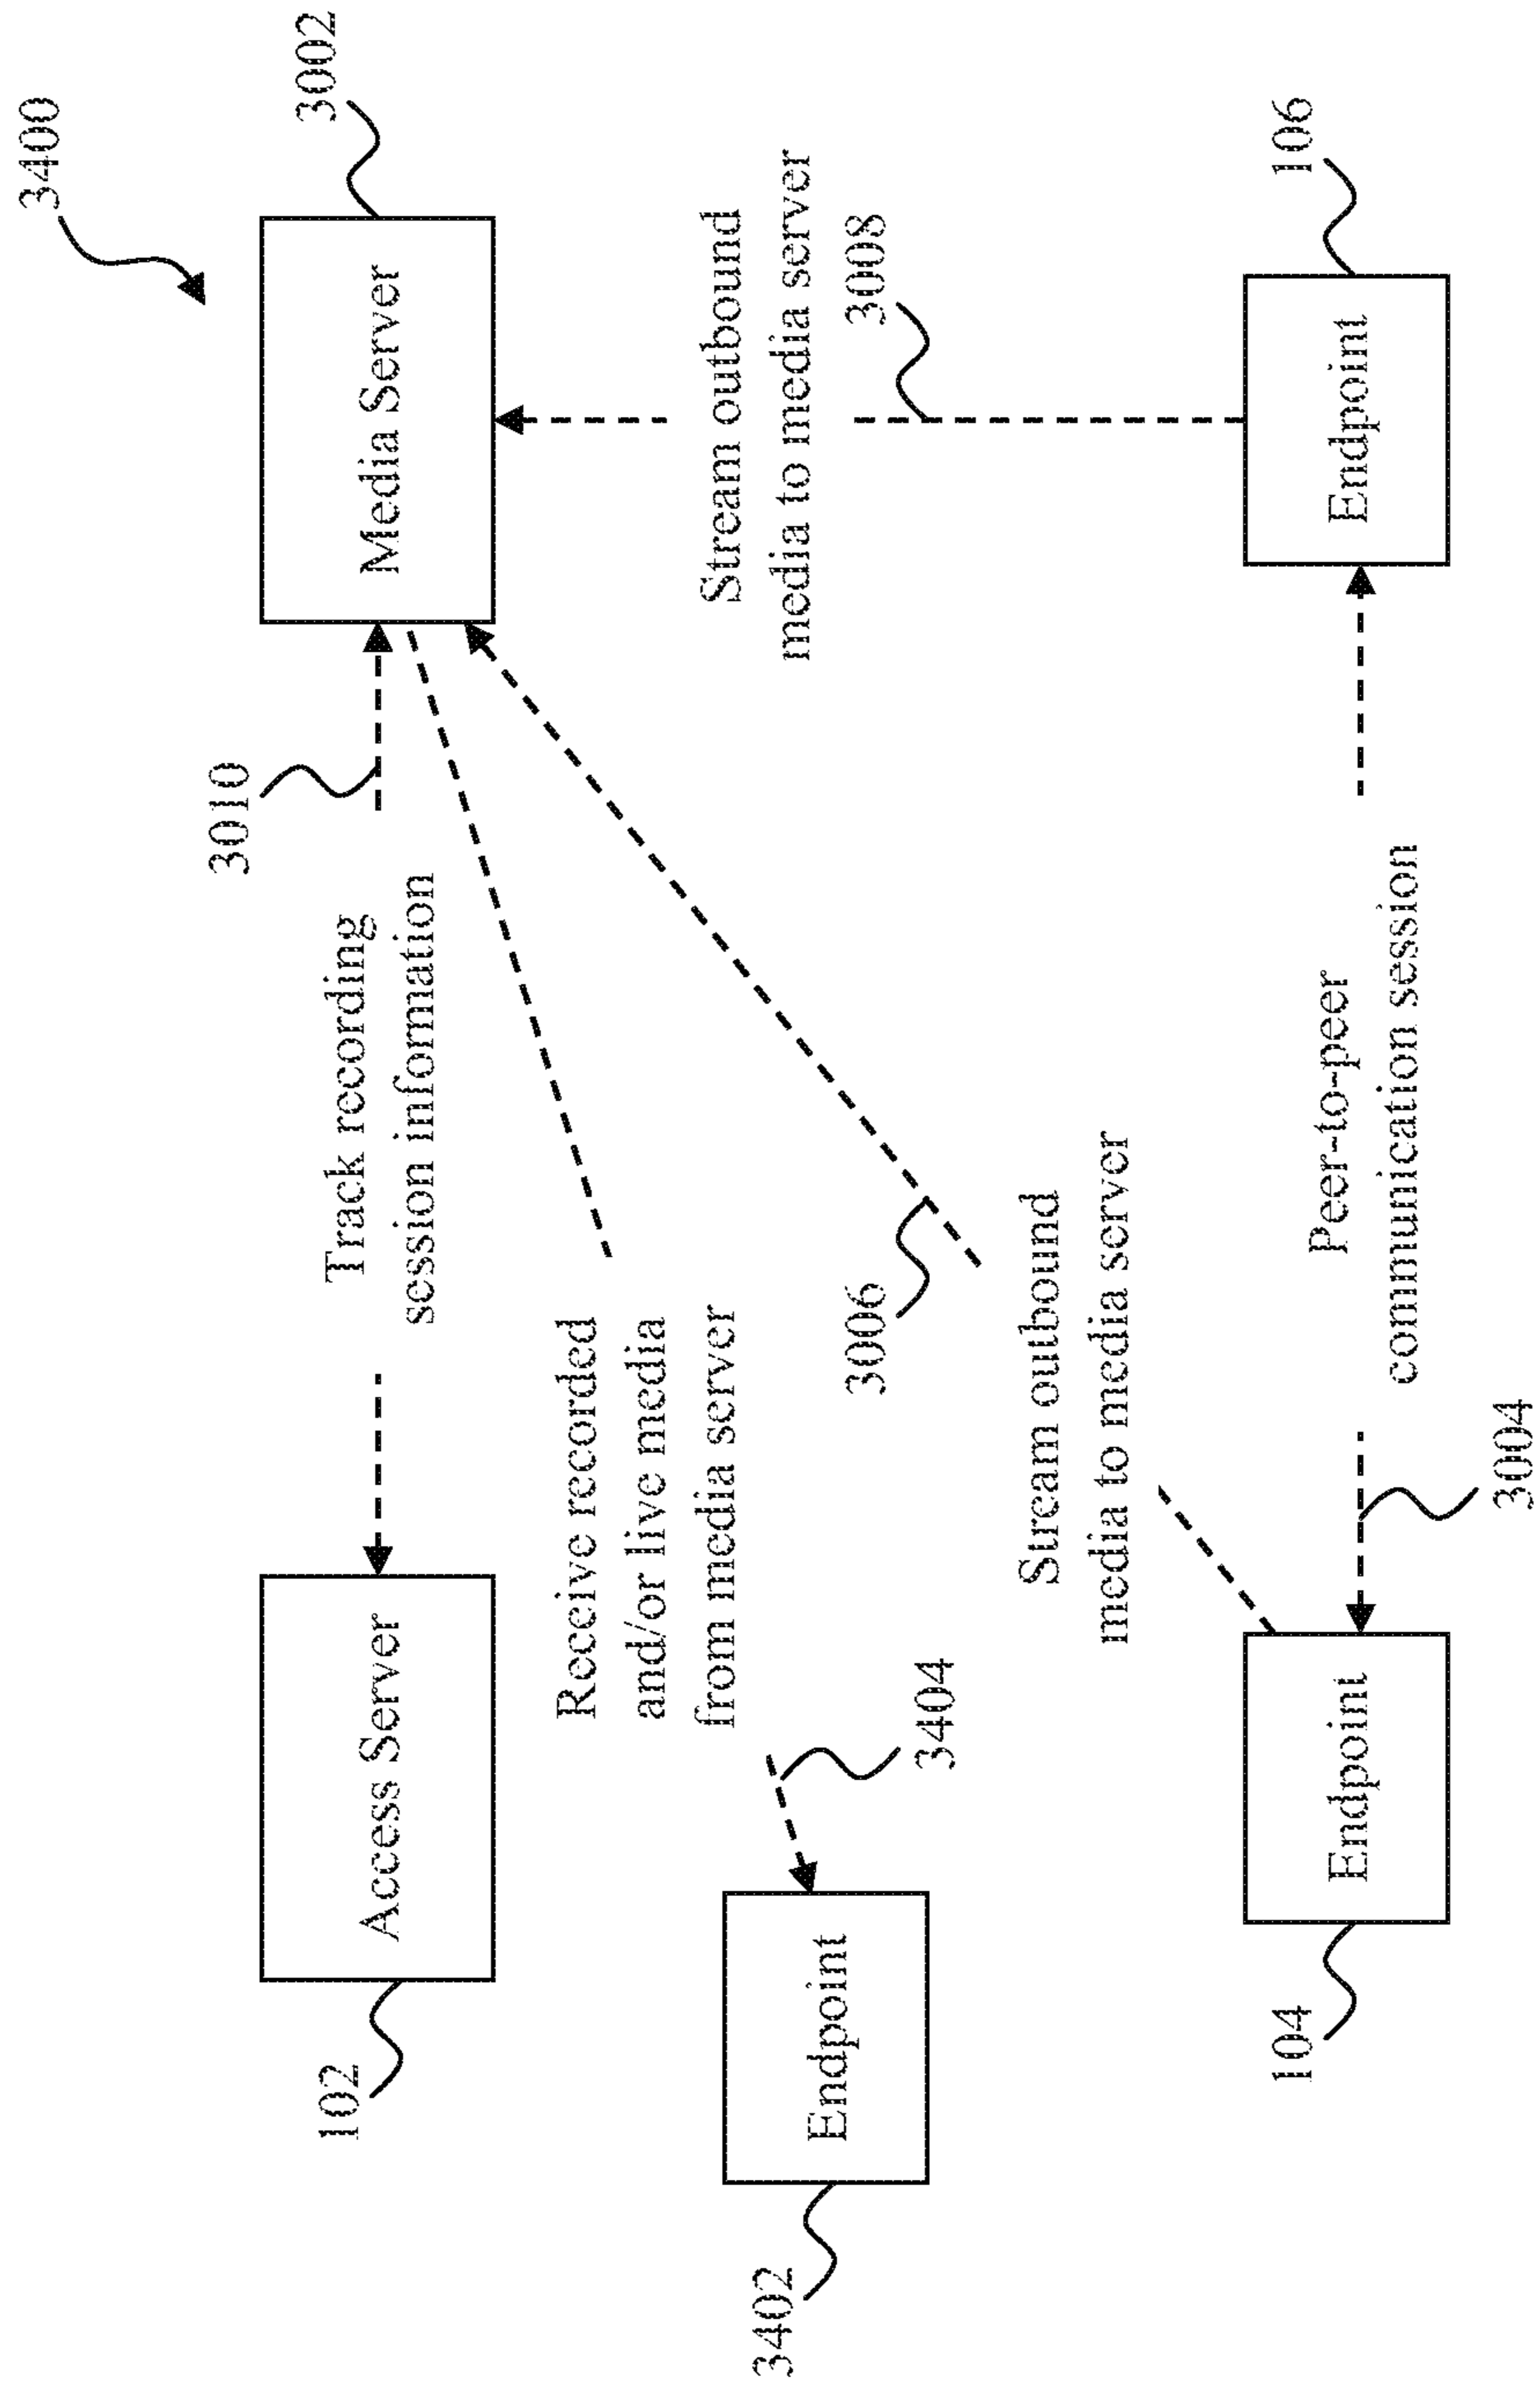 3400
102
Access Server
Track recording
session information
3010
Media Server
3002
Receive recorded
and/or live media
from media server
Stream outbound
media to media server
3008
3402
Endpoint
3404
3006
Stream outbound
media to media server
104
Endpoint
3004
Peer-to-peer
communication session
Endpoint
106